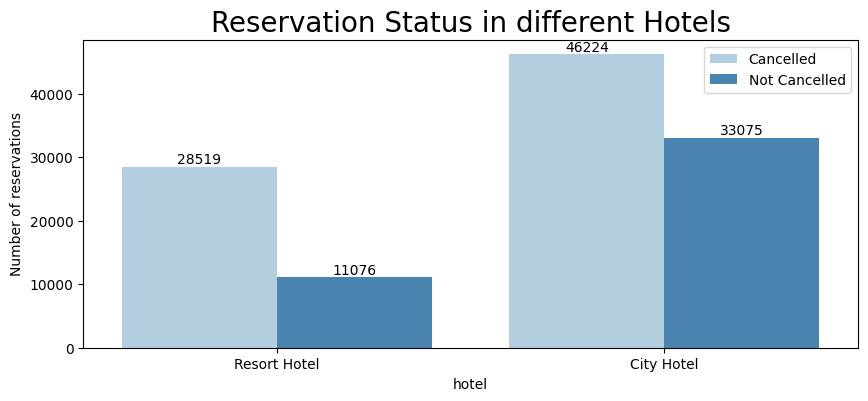 Reservation Status in different Hotels
Number of reservations
40000
30000
20000
10000
0
28519
11076
46224
33075
Cancelled
Not Cancelled
Resort Hotel
City Hotel
hotel